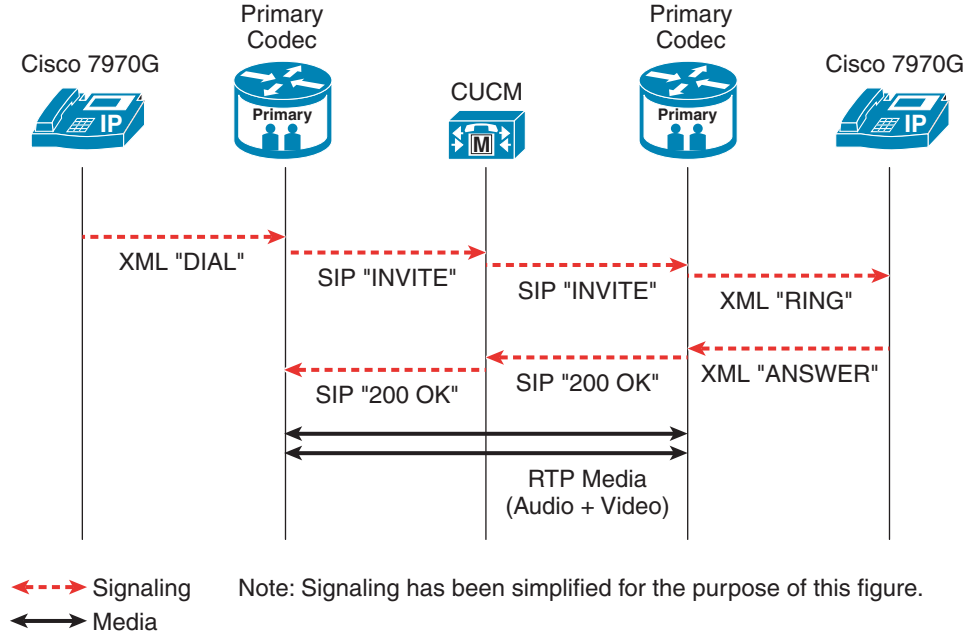 Primary
Codec
Primary
Codec
Cisco 7970G
CUCM
Cisco 7970G
IP
Primary
M
Primary
IP
XML "DIAL"
SIP "INVITE"
SIP "INVITE"
XML "RING"
XML "ANSWER"
SIP "200 OK"
SIP "200 OK"
RTP Media
(Audio + Video)
Signaling
Note: Signaling has been simplified for the purpose of this figure.
Media